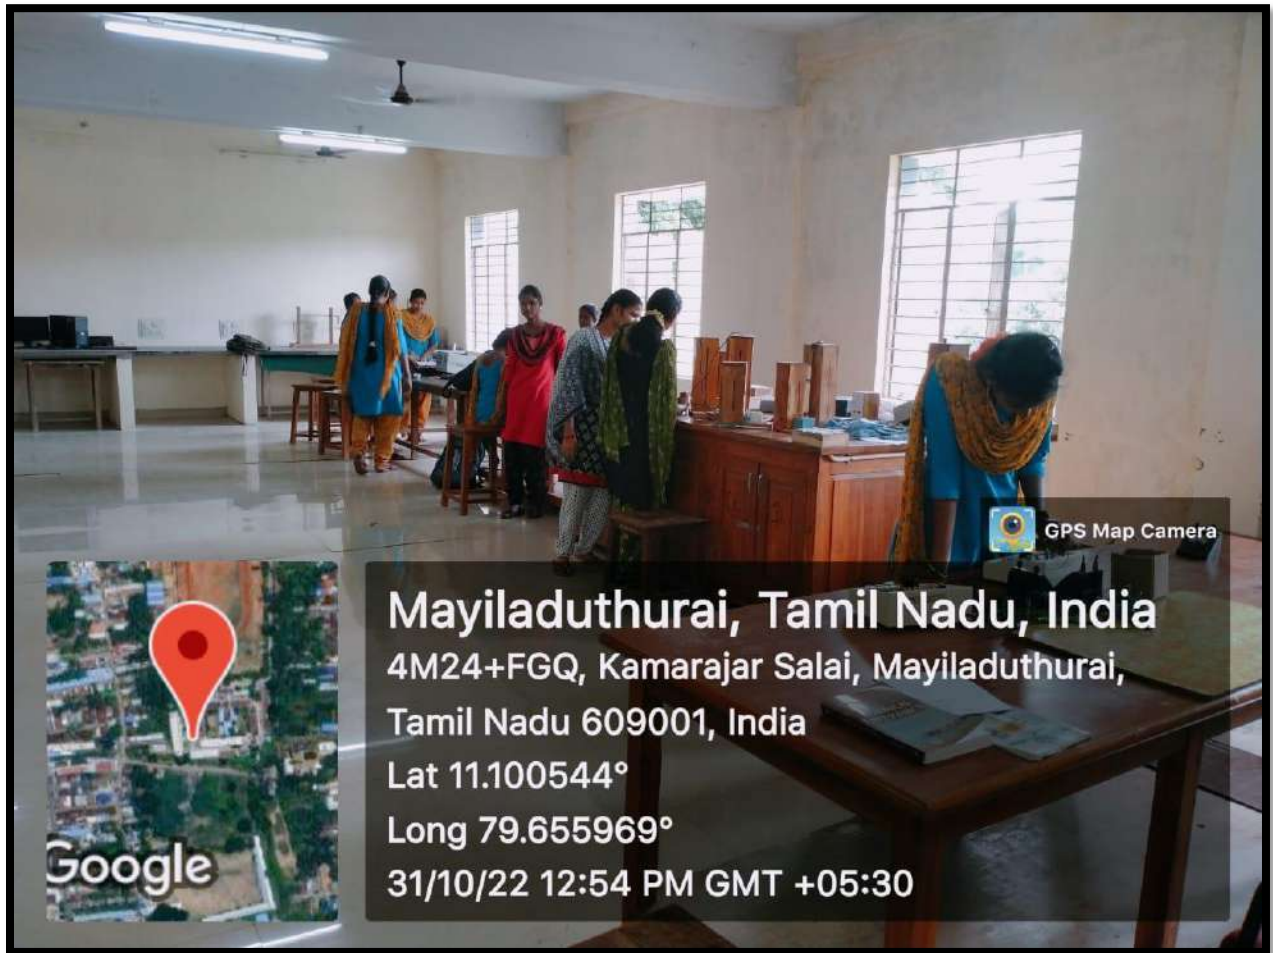 GPS Map Camera
Mayiladuthurai, Tamil Nadu, India
4M24+FGQ, Kamarajar Salai, Mayiladuthurai,
Tamil Nadu 609001, India
Lat 11.100544°
Long 79.655969°
31/10/22 12:54 PM GMT +05:30
Google